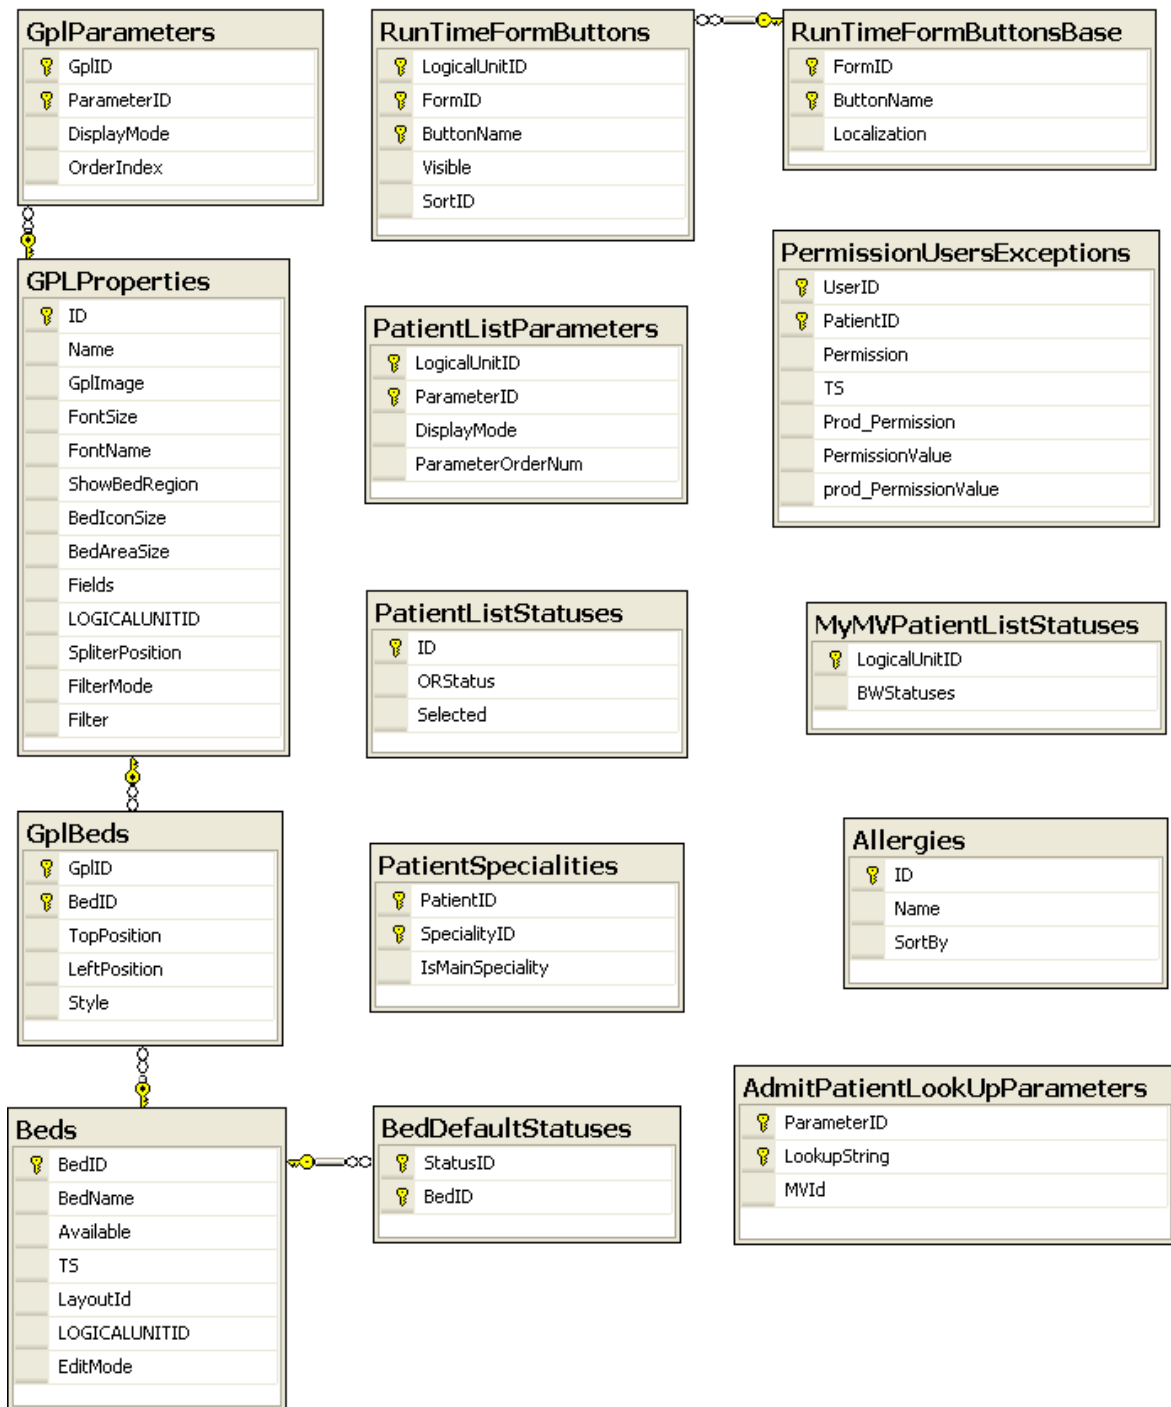 GplParameters
GplID
ParameterID
DisplayMode
OrderIndex
RunTimeFormButtons
LogicalUnitID
FormID
ButtonName
Visible
SortID
RunTimeFormButtonsBase
FormID
ButtonName
Localization
GPLProperties
ID
Name
GplImage
FontSize
FontName
ShowBedRegion
BedIconSize
BedAreaSize
Fields
LOGICALUNITID
SpliterPosition
FilterMode
Filter
PatientListParameters
LogicalUnitID
ParameterID
DisplayMode
ParameterOrderNum
PermissionUsersExceptions
UserID
PatientID
Permission
TS
Prod_Permission
PermissionValue
prod_PermissionValue
PatientListStatuses
ID
ORStatus
Selected
MyMVPatientListStatuses
LogicalUnitID
BWStatuses
GplBeds
GplID
BedID
TopPosition
LeftPosition
Style
PatientSpecialities
PatientID
SpecialityID
IsMainSpeciality
Allergies
ID
Name
SortBy
Beds
BedID
BedName
Available
TS
LayoutId
LOGICALUNITID
EditMode
BedDefaultStatuses
StatusID
BedID
AdmitPatientLookUpParameters
ParameterID
LookupString
MVId